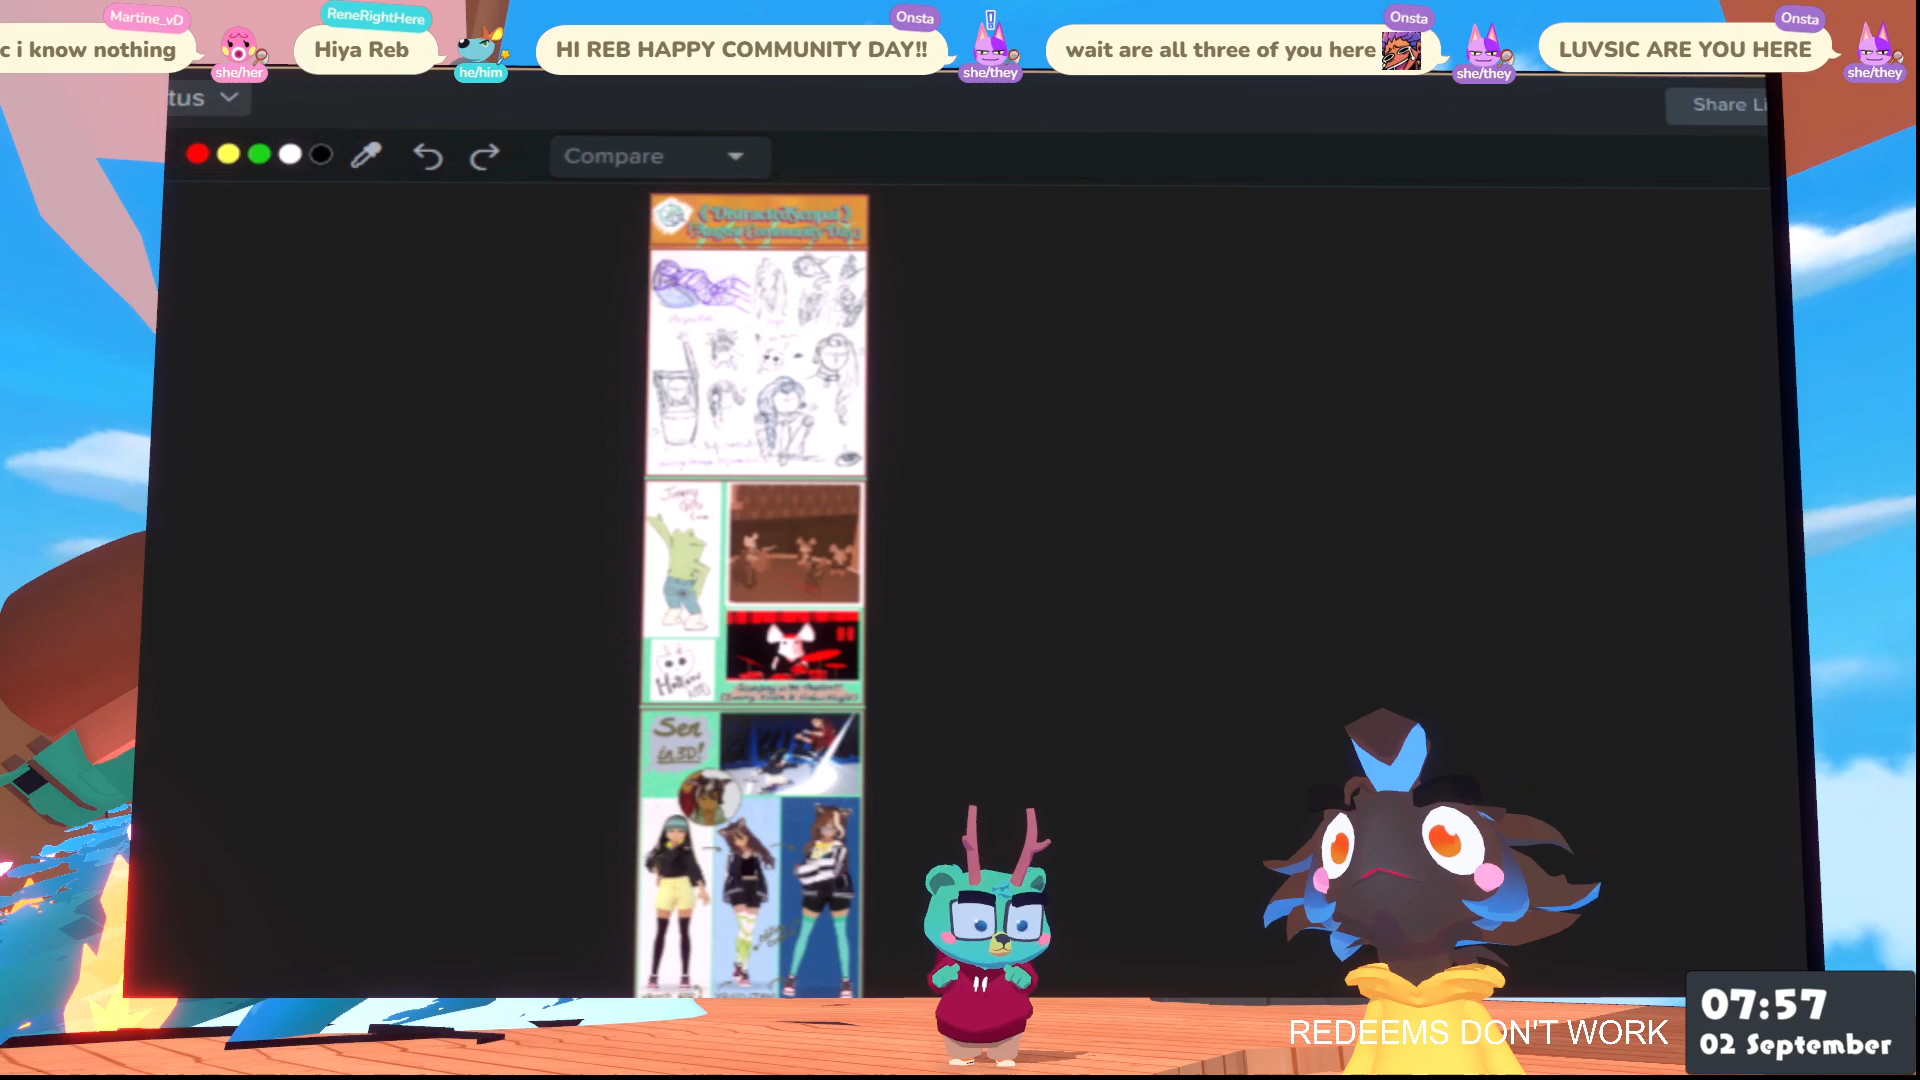 Martine_vD
c i know nothing
she/her
ReneRightHere
Hiya Reb
he/him
Onsta
HI REB HAPPY COMMUNITY DAY!!
she/they
Onsta
wait are all three of you here
she/they
Onsta
LUVSIC ARE YOU HERE
she/they
tus
Share Li
Compare
Sen
in 3D!
REDEEMS DON'T WORK
07:57
02 September